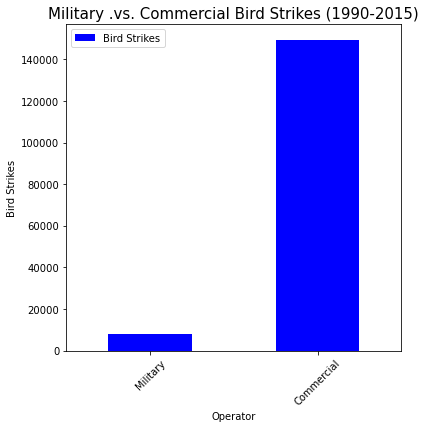 Military .vs. Commercial Bird Strikes (1990-2015)
Bird Strikes
140000
120000
100000
80000
60000
40000
20000
0
Bird Strikes
Military
Commercial
Operator